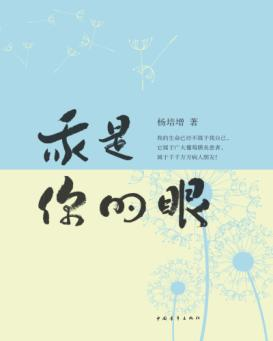 杨培增 著
我的生命已经不属于我自己,
它属于广大葡萄膜炎患者,
属于千千万万病人朋友!
我是
你的眼
中国青年出版社